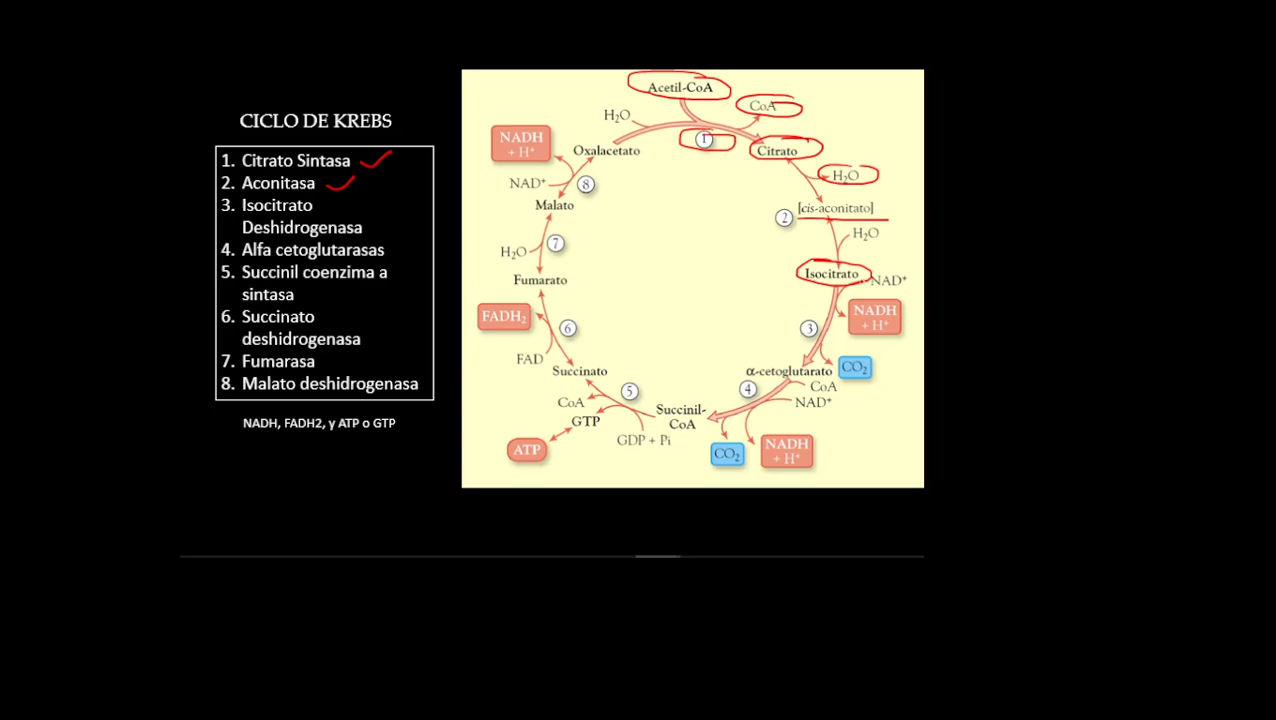 CICLO DE KREBS
1. Citrato Sintasa
2. Aconitasa
3. Isocitrato
Deshidrogenasa
4. Alfa cetoglutarasas
5. Succinil coenzima a
sintasa
6. Succinato
deshidrogenasa
7. Fumarasa
8. Malato deshidrogenasa
NADH, FADH2, y ATP o GTP
Acetil-CoA
CoA
H₂O
1
Citrato
Oxalacetato
NADH
+ H⁺
NAD⁺
8
H₂O
[cis-aconitato]
2
H₂O
Malato
Isocitrato
NAD⁺
NADH
+ H⁺
3
7
H₂O
Fumarato
FADH₂
6
FAD
Succinato
α-cetoglutarato
CO₂
CoA
NAD⁺
4
5
CoA
GTP
Succinil-
CoA
GDP + Pi
ATP
CO₂
NADH
+ H⁺